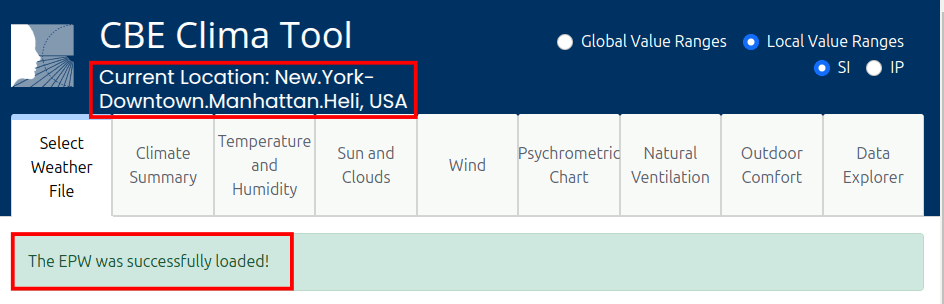 CBE Clima Tool
Current Location: New.York-
Downtown.Manhattan.Heli, USA
Global Value Ranges
Local Value Ranges
SI
IP
Select
Weather
File
Climate
Summary
Temperature
and
Humidity
Sun and
Clouds
Wind
Psychrometric
Chart
Natural
Ventilation
Outdoor
Comfort
Data
Explorer
The EPW was successfully loaded!